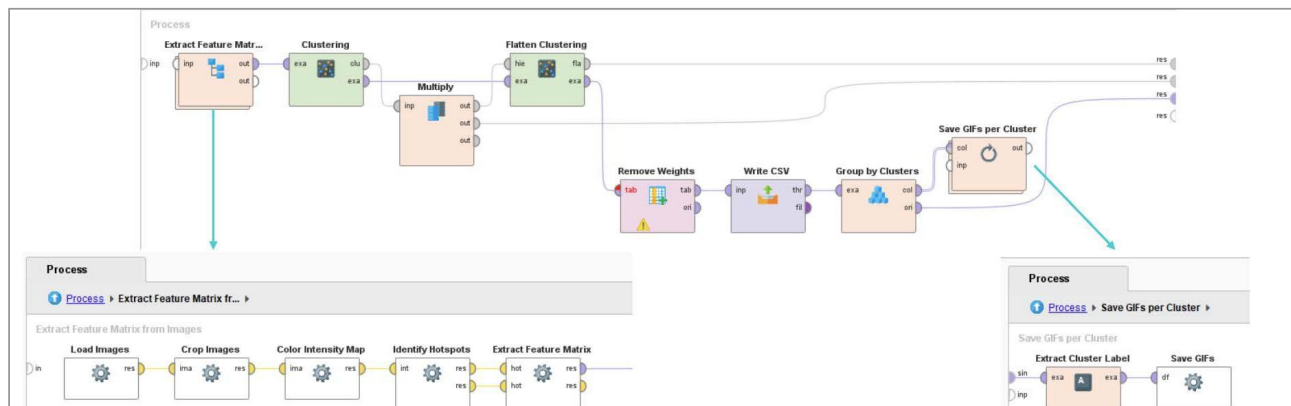 Process
Extract Feature Matr...
Clustering
Flatten Clustering
inp
inp
out
out
exa
clu
exa
hie
exa
fla
exa
res
res
res
res
Multiply
inp
out
out
out
Save GIFs per Cluster
col
inp
out
Remove Weights
Write CSV
Group by Clusters
tab
tab
ori
inp
thr
fil
exa
col
ori
Process
Process
Process ▸ Extract Feature Matrix fr... ▸
Process ▸ Save GIFs per Cluster ▸
Extract Feature Matrix from Images
Save GIFs per Cluster
Load Images
Crop Images
Color Intensity Map
Identify Hotspots
Extract Feature Matrix
in
res
ima
res
ima
res
int
res
res
hot
hot
res
res
Extract Cluster Label
Save GIFs
sin
inp
exa
A
exa
df